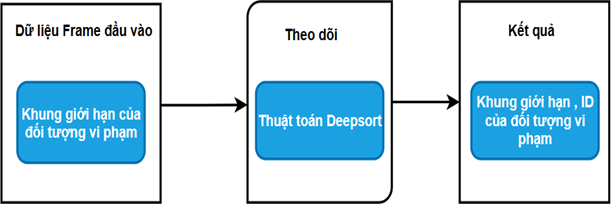 Dữ liệu Frame đầu vào
Khung giới hạn của
đối tượng vi phạm
Theo dõi
Thuật toán Deepsort
Kết quả
Khung giới hạn , ID
của đối tượng vi
phạm